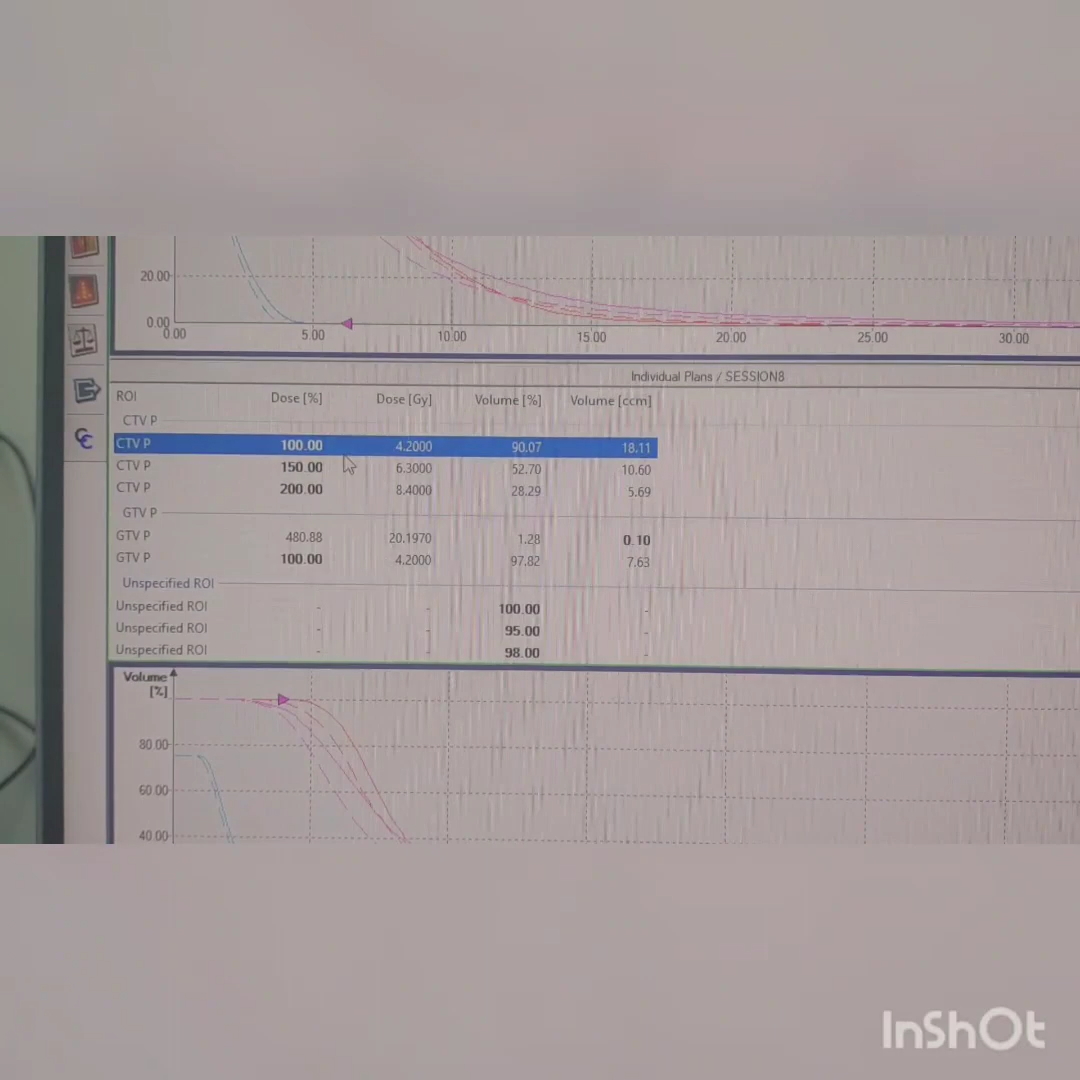 20.00
0.00
0.00 5.00 10.00 15.00 20.00 25.00 30.00
Individual Plans / SESSION8
ROI Dose [%] Dose [Gy] Volume [%] Volume [ccm]
CTV P
CTV P 100.00 4.2000 90.07 18.11
CTV P 150.00 6.3000 52.70 10.60
CTV P 200.00 8.4000 28.29 5.69
GTV P
GTV P 480.88 20.1970 1.28 0.10
GTV P 100.00 4.2000 97.82 7.63
Unspecified ROI
Unspecified ROI - - 100.00 -
Unspecified ROI - - 95.00 -
Unspecified ROI - - 98.00 -
Volume
[%]
80.00
60.00
40.00
InShOt